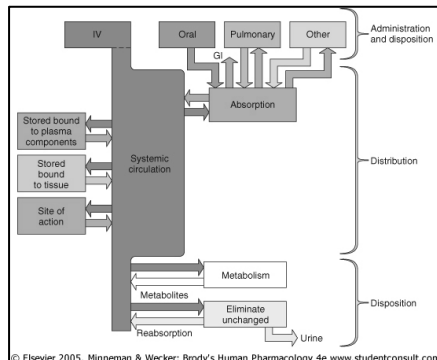 IV
Oral
Pulmonary
Other
Administration
and disposition
GI
Absorption
Stored bound
to plasma
components
Stored
bound
to tissue
Site of
action
Systemic
circulation
Distribution
Metabolism
Metabolites
Eliminate
unchanged
Reabsorption
Urine
Disposition
© Elsevier 2005. Minneman & Wecker: Brody's Human Pharmacology 4e www.studentconsult.com